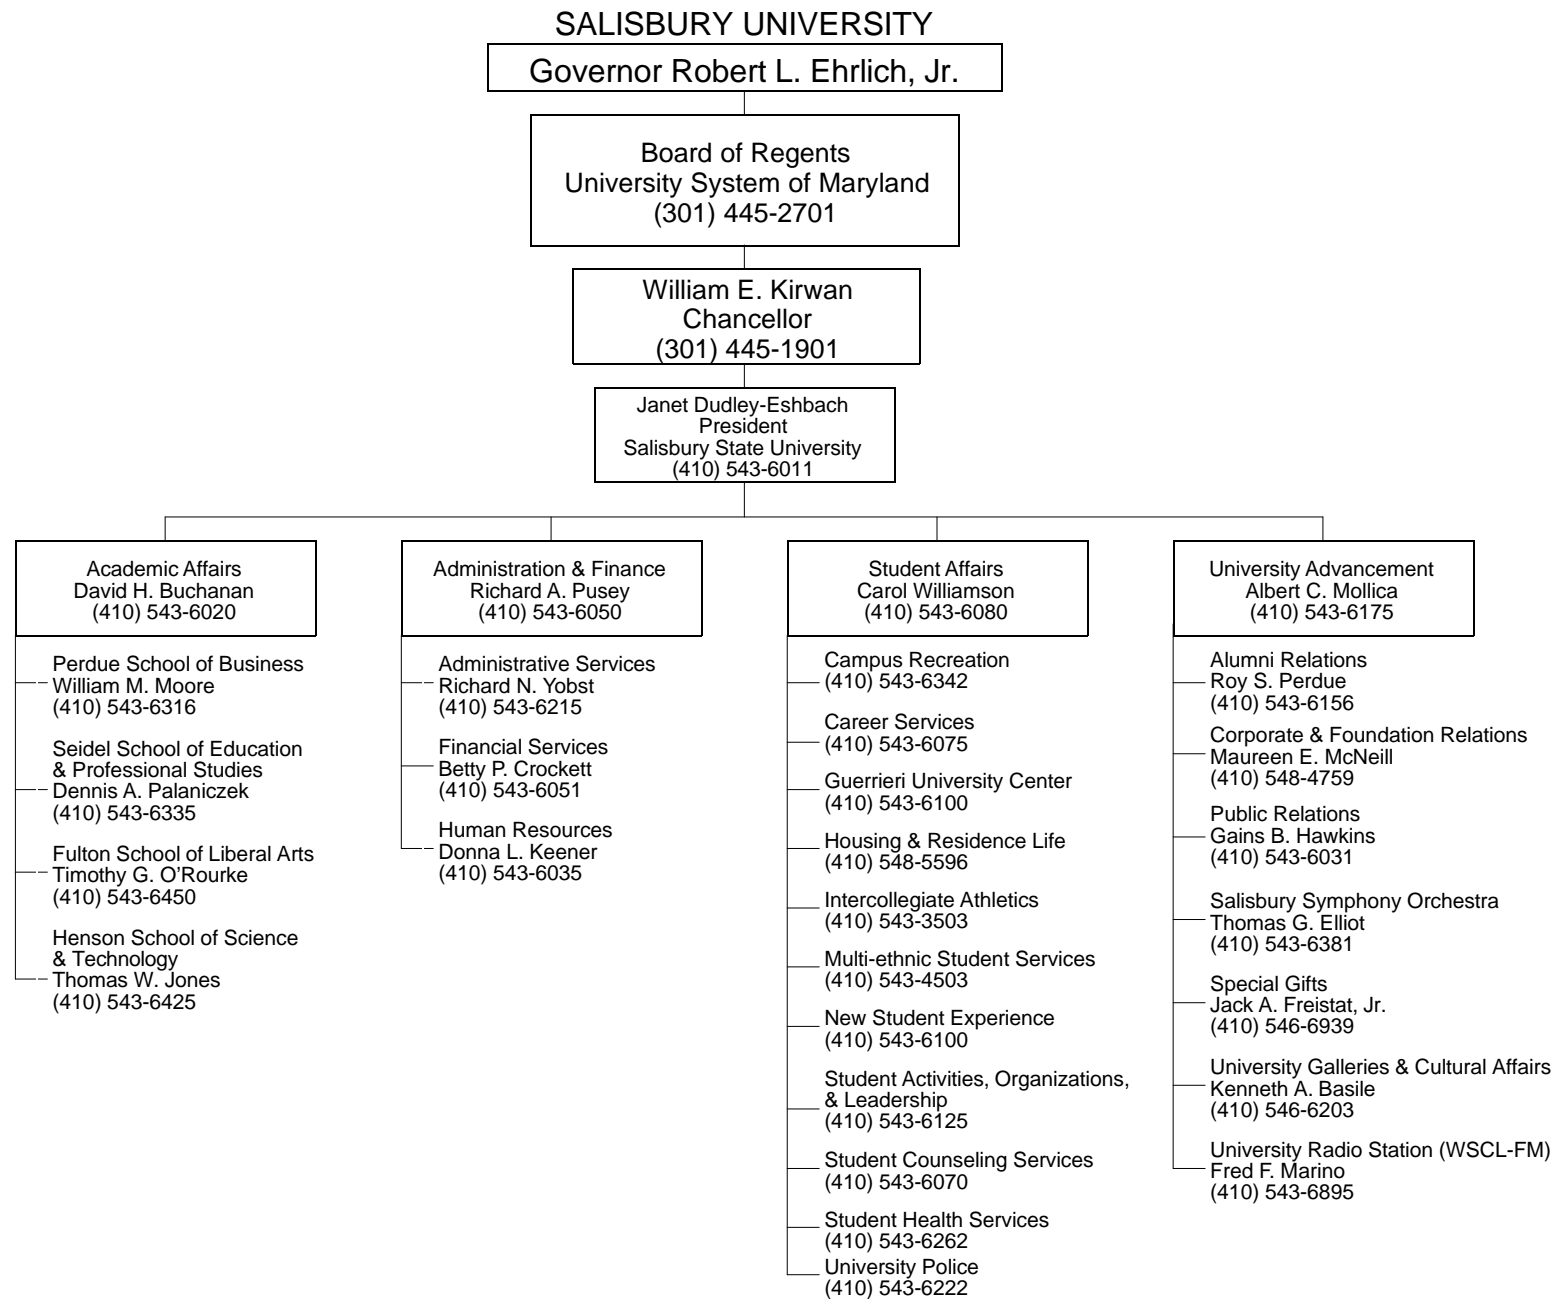 SALISBURY UNIVERSITY
Governor Robert L. Ehrlich, Jr.
Board of Regents
University System of Maryland
(301) 445-2701
William E. Kirwan
Chancellor
(301) 445-1901
Janet Dudley-Eshbach
President
Salisbury State University
(410) 543-6011
Academic Affairs
David H. Buchanan
(410) 543-6020
Perdue School of Business
William M. Moore
(410) 543-6316
Seidel School of Education
& Professional Studies
Dennis A. Palaniczek
(410) 543-6335
Fulton School of Liberal Arts
Timothy G. O'Rourke
(410) 543-6450
Henson School of Science
& Technology
Thomas W. Jones
(410) 543-6425
Administration & Finance
Richard A. Pusey
(410) 543-6050
Administrative Services
Richard N. Yobst
(410) 543-6215
Financial Services
Betty P. Crockett
(410) 543-6051
Human Resources
Donna L. Keener
(410) 543-6035
Student Affairs
Carol Williamson
(410) 543-6080
Campus Recreation
(410) 543-6342
Career Services
(410) 543-6075
Guerrieri University Center
(410) 543-6100
Housing & Residence Life
(410) 548-5596
Intercollegiate Athletics
(410) 543-3503
Multi-ethnic Student Services
(410) 543-4503
New Student Experience
(410) 543-6100
Student Activities, Organizations,
& Leadership
(410) 543-6125
Student Counseling Services
(410) 543-6070
Student Health Services
(410) 543-6262
University Police
(410) 543-6222
University Advancement
Albert C. Mollica
(410) 543-6175
Alumni Relations
Roy S. Perdue
(410) 543-6156
Corporate & Foundation Relations
Maureen E. McNeill
(410) 548-4759
Public Relations
Gains B. Hawkins
(410) 543-6031
Salisbury Symphony Orchestra
Thomas G. Elliot
(410) 543-6381
Special Gifts
Jack A. Freistat, Jr.
(410) 546-6939
University Galleries & Cultural Affairs
Kenneth A. Basile
(410) 546-6203
University Radio Station (WSCL-FM)
Fred F. Marino
(410) 543-6895